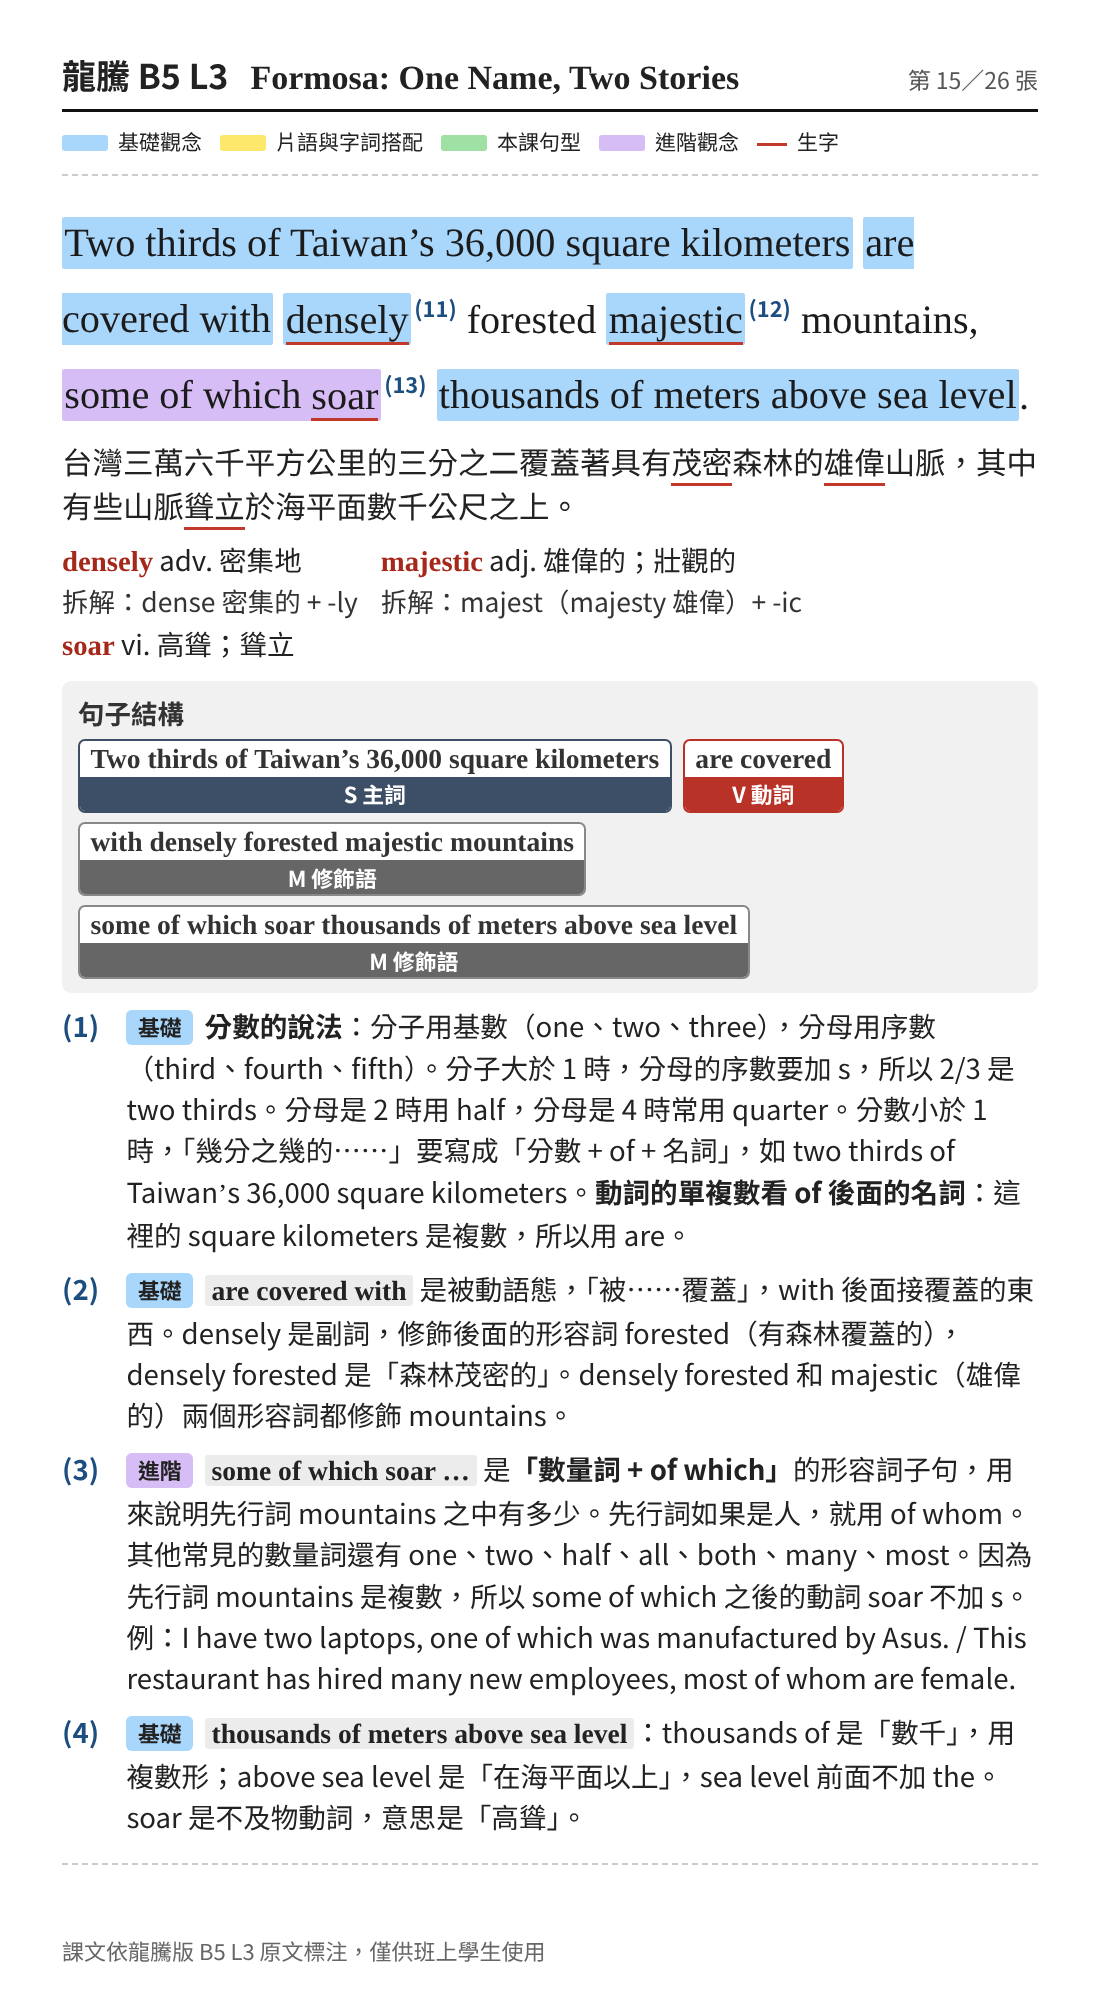 龍騰 B5 L3 Formosa: One Name, Two Stories 第 15／26 張
基礎觀念 片語與字詞搭配 本課句型 進階觀念 生字
Two thirds of Taiwan’s 36,000 square kilometers are
covered with densely (11) forested majestic (12) mountains,
some of which soar (13) thousands of meters above sea level.
台灣三萬六千平方公里的三分之二覆蓋著具有茂密森林的雄偉山脈，其中
有些山脈聳立於海平面數千公尺之上。
densely adv. 密集地 majestic adj. 雄偉的；壯觀的
拆解：dense 密集的 + -ly 拆解：majest（majesty 雄偉）+ -ic
soar vi. 高聳；聳立
句子結構
Two thirds of Taiwan’s 36,000 square kilometers are covered
S 主詞 V 動詞
with densely forested majestic mountains
M 修飾語
some of which soar thousands of meters above sea level
M 修飾語
(1) 基礎 分數的說法：分子用基數（one、two、three），分母用序數
（third、fourth、fifth）。分子大於 1 時，分母的序數要加 s，所以 2/3 是
two thirds。分母是 2 時用 half，分母是 4 時常用 quarter。分數小於 1
時，「幾分之幾的⋯⋯」要寫成「分數 + of + 名詞」，如 two thirds of
Taiwan’s 36,000 square kilometers。動詞的單複數看 of 後面的名詞：這
裡的 square kilometers 是複數，所以用 are。
(2) 基礎 are covered with 是被動語態，「被⋯⋯覆蓋」，with 後面接覆蓋的東
西。densely 是副詞，修飾後面的形容詞 forested（有森林覆蓋的），
densely forested 是「森林茂密的」。densely forested 和 majestic（雄偉
的）兩個形容詞都修飾 mountains。
(3) 進階 some of which soar … 是「數量詞 + of which」的形容詞子句，用
來說明先行詞 mountains 之中有多少。先行詞如果是人，就用 of whom。
其他常見的數量詞還有 one、two、half、all、both、many、most。因為
先行詞 mountains 是複數，所以 some of which 之後的動詞 soar 不加 s。
例：I have two laptops, one of which was manufactured by Asus. / This
restaurant has hired many new employees, most of whom are female.
(4) 基礎 thousands of meters above sea level：thousands of 是「數千」，用
複數形；above sea level 是「在海平面以上」，sea level 前面不加 the。
soar 是不及物動詞，意思是「高聳」。
課文依龍騰版 B5 L3 原文標注，僅供班上學生使用